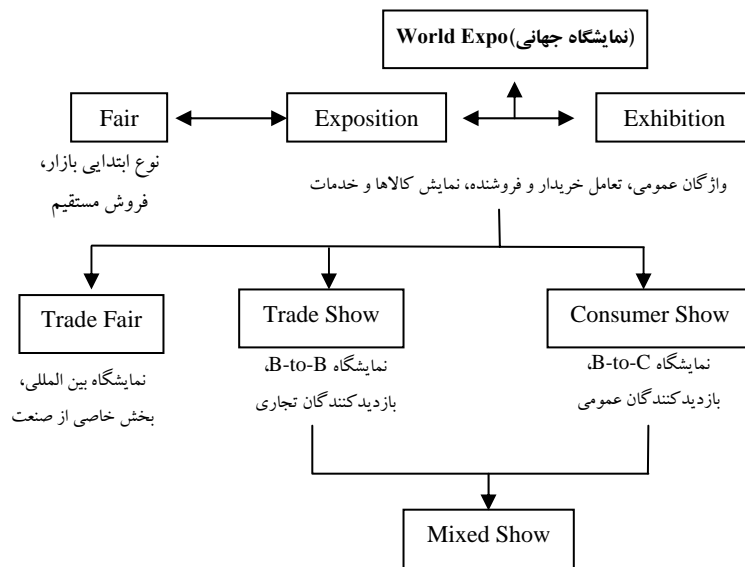 World Expo(نمایشگاه جهانی)
Fair
Exposition
Exhibition
نوع ابتدایی بازار،
فروش مستقیم
واژگان عمومی، تعامل خریدار و فروشنده، نمایش کالاها و خدمات
Trade Fair
Trade Show
Consumer Show
نمایشگاه بین المللی،
بخش خاصی از صنعت
نمایشگاه B-to-B،
بازدیدکنندگان تجاری
نمایشگاه B-to-C،
بازدیدکنندگان عمومی
Mixed Show